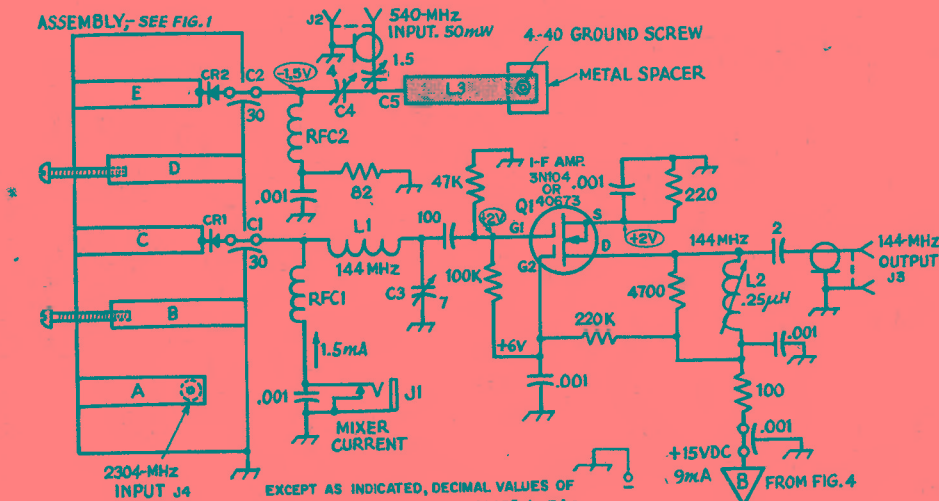 ASSEMBLY, - SEE FIG. 1
J2
540-MHz
INPUT. 50mW
4-40 GROUND SCREW
METAL SPACER
1.5
E
CR2
C2
-1.5V
4
C4
C5
L3
30
RFC2
D
.001
82
47K
I-F AMP.
3N104
OR
40673
Q1
.001
220
C
CR1
C1
30
L1
144MHz
100
+2V
G1
S
D
G2
+2V
144MHz
2
144-MHz
OUTPUT
J3
RFC1
C3
7
100K
4700
L2
.25μH
B
220K
1.5mA
+6V
.001
A
.001
J1
.001
100
MIXER
CURRENT
.001
+15VDC
2304-MHz
INPUT J4
9mA
B
FROM FIG. 4
EXCEPT AS INDICATED, DECIMAL VALUES OF